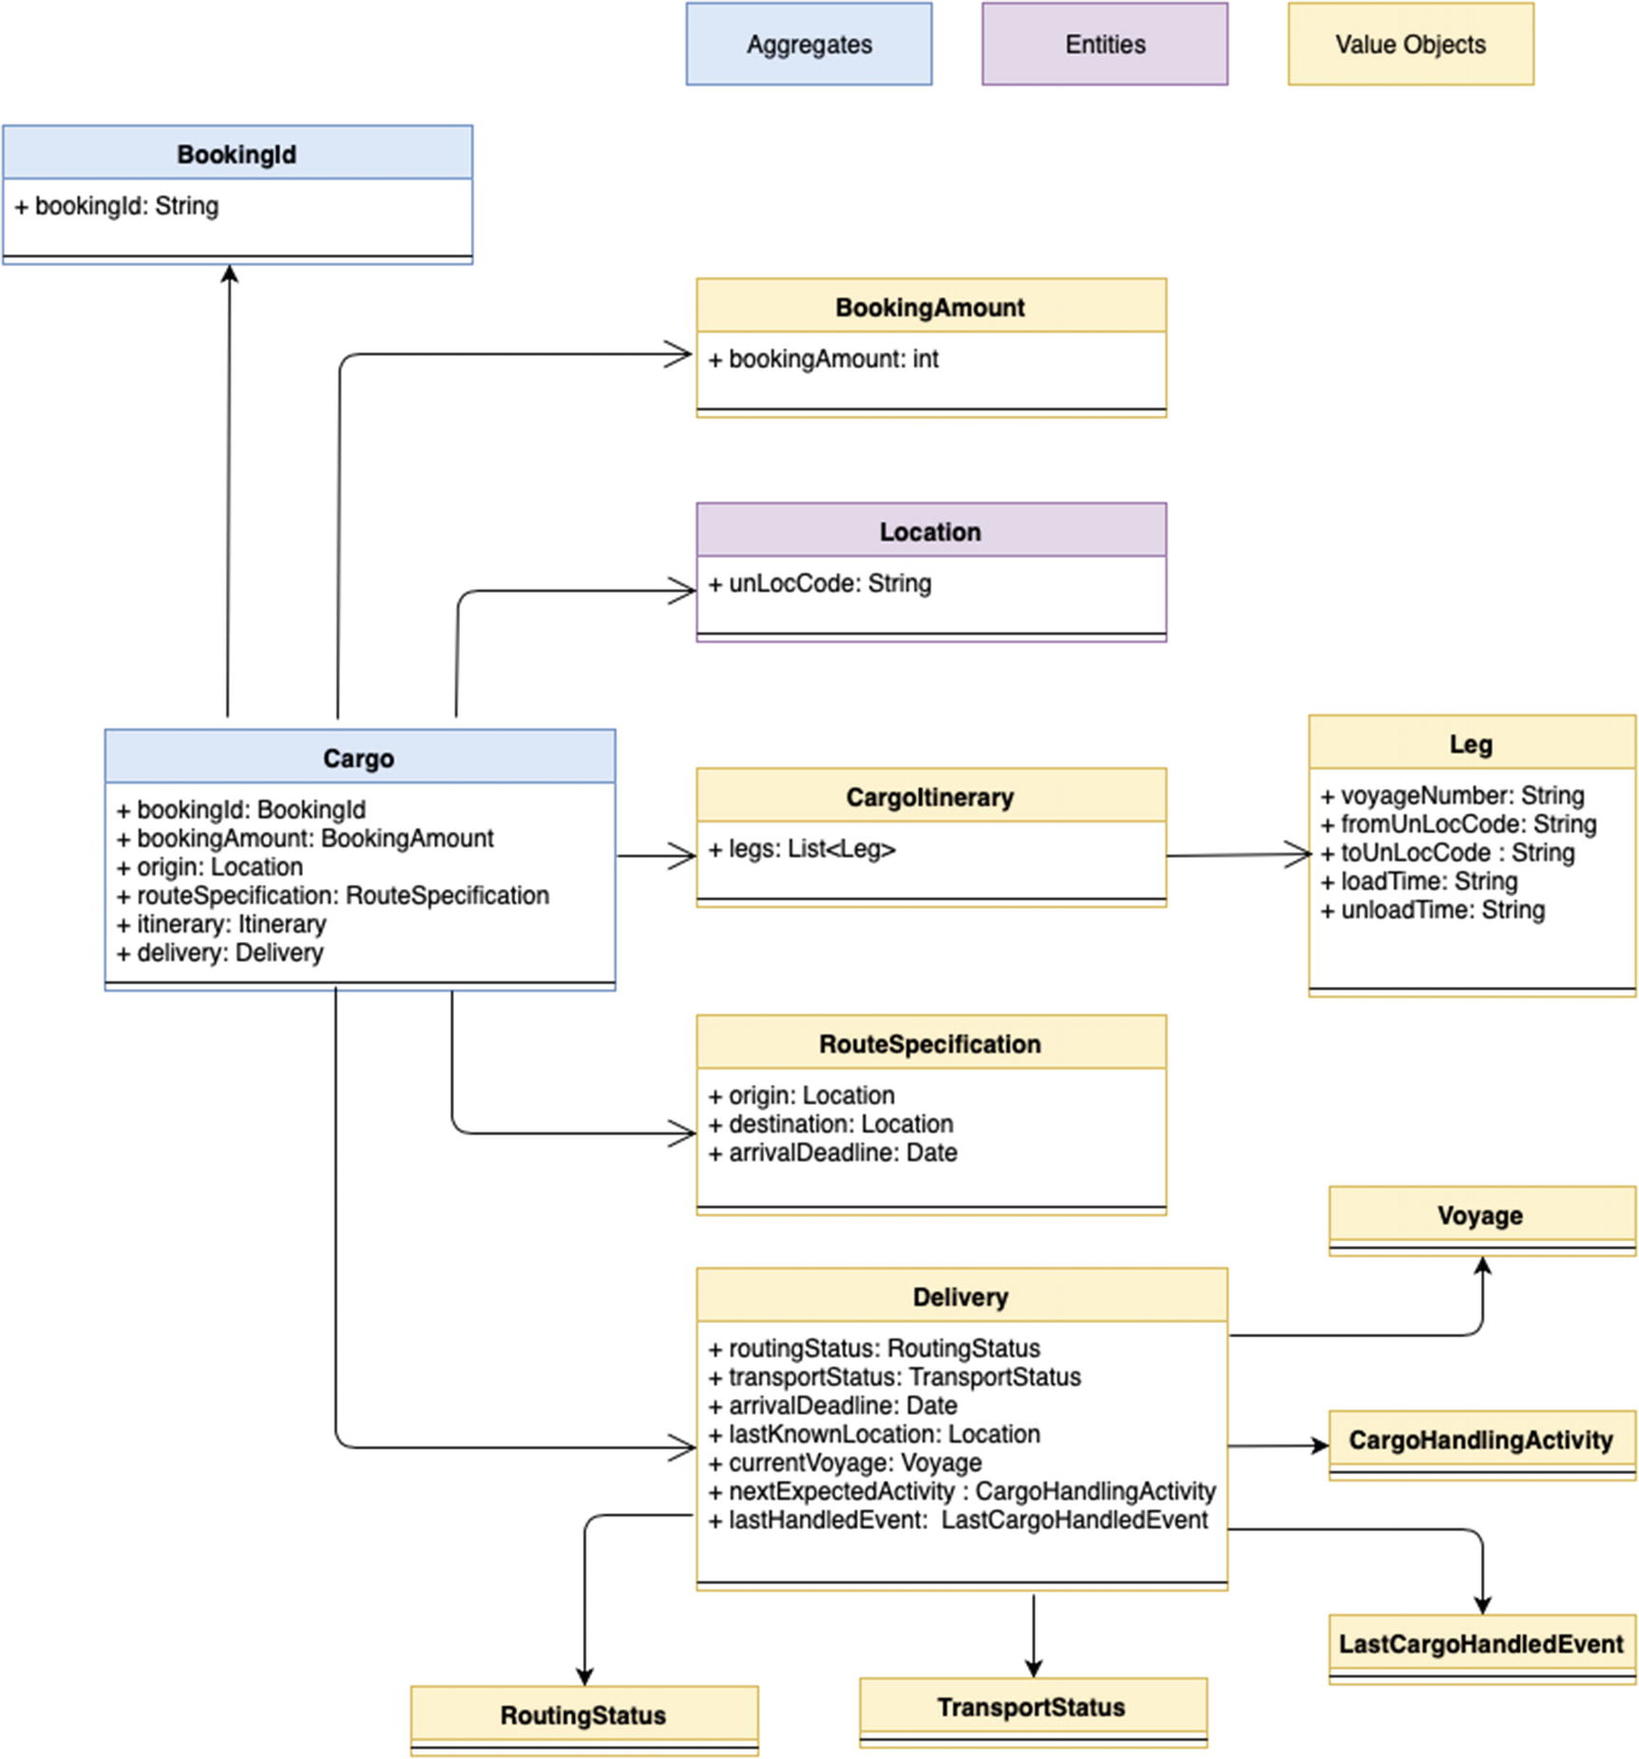 Aggregates
Entities
Value Objects
BookingId
+ bookingId: String
BookingAmount
+ bookingAmount: int
Location
+ unLocCode: String
Cargo
+ bookingId: BookingId
+ bookingAmount: BookingAmount
+ origin: Location
+ routeSpecification: RouteSpecification
+ itinerary: Itinerary
+ delivery: Delivery
CargoItinerary
+ legs: List<Leg>
Leg
+ voyageNumber: String
+ fromUnLocCode: String
+ toUnLocCode : String
+ loadTime: String
+ unloadTime: String
RouteSpecification
+ origin: Location
+ destination: Location
+ arrivalDeadline: Date
Voyage
Delivery
+ routingStatus: RoutingStatus
+ transportStatus: TransportStatus
+ arrivalDeadline: Date
+ lastKnownLocation: Location
+ currentVoyage: Voyage
+ nextExpectedActivity : CargoHandlingActivity
+ lastHandledEvent:  LastCargoHandledEvent
CargoHandlingActivity
LastCargoHandledEvent
RoutingStatus
TransportStatus